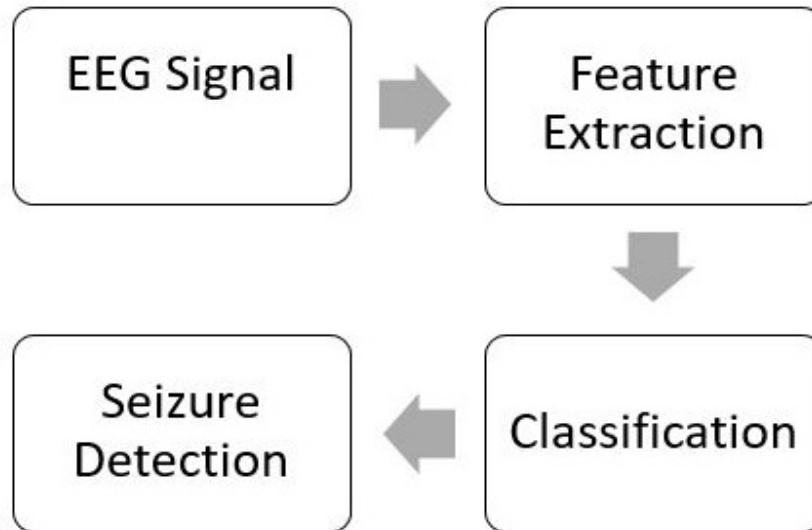 EEG Signal
Feature
Extraction
Classification
Seizure
Detection